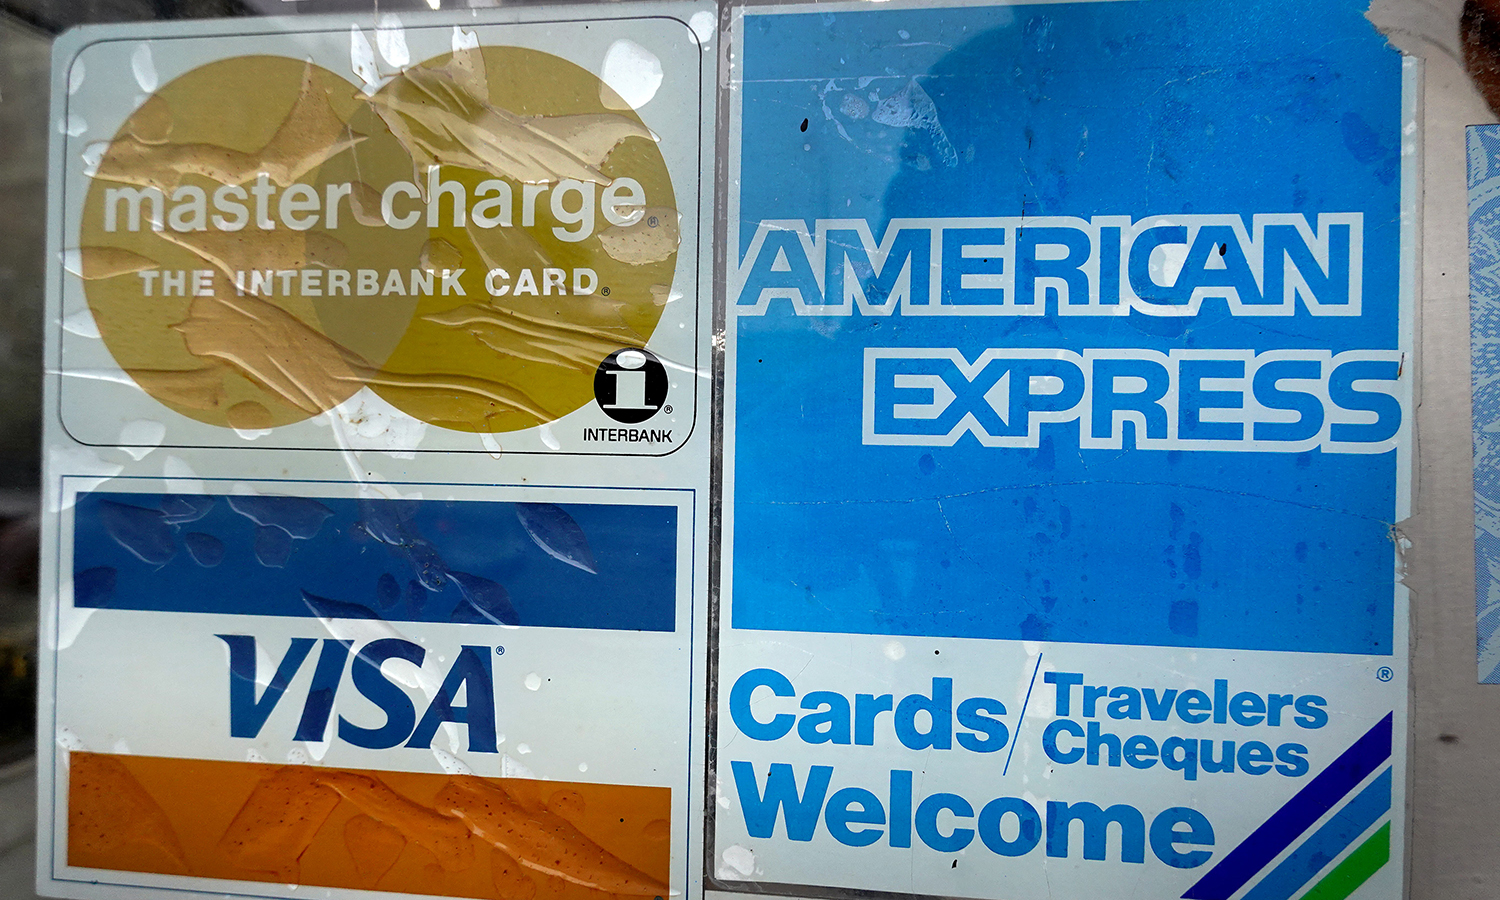 master charge®
THE INTERBANK CARD®
i®
INTERBANK
VISA®
AMERICAN
EXPRESS
®
Cards/Travelers
Cheques
Welcome